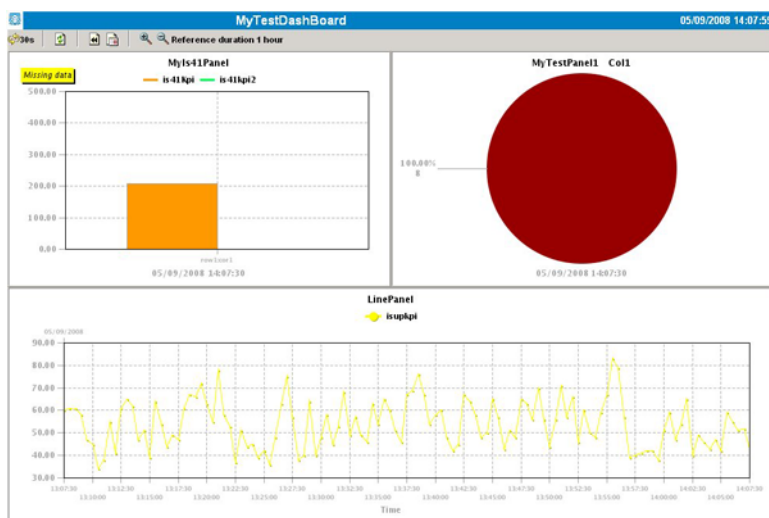 MyTestDashBoard 05/09/2008 14:07:59
30s Reference duration 1 hour
MyIs41Panel
Missing data
is41kpi is41kpi2
500.00
400.00
300.00
200.00
100.00
0.00
row1user1
05/09/2008 14:07:30
MyTestPanel1 Col1
100.00%
8
05/09/2008 14:07:30
LinePanel
isupkpi
05/09/2008
90.00
80.00
70.00
60.00
50.00
40.00
30.00
13:07:30 13:12:30 13:17:30 13:22:30 13:27:30 13:32:30 13:37:30 13:42:30 13:47:30 13:52:30 13:57:30 14:02:30 14:07:30
13:10:00 13:15:00 13:20:00 13:25:00 13:30:00 13:35:00 13:40:00 13:45:00 13:50:00 13:55:00 14:00:00 14:05:00
Time